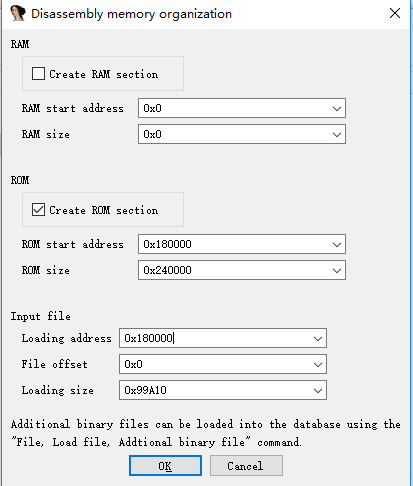 Disassembly memory organization
RAM
Create RAM section
RAM start address 0x0
RAM size 0x0
ROM
Create ROM section
ROM start address 0x180000
ROM size 0x240000
Input file
Loading address 0x180000
File offset 0x0
Loading size 0x99A10
Additional binary files can be loaded into the database using the
"File, Load file, Addtional binary file" command.
OK Cancel